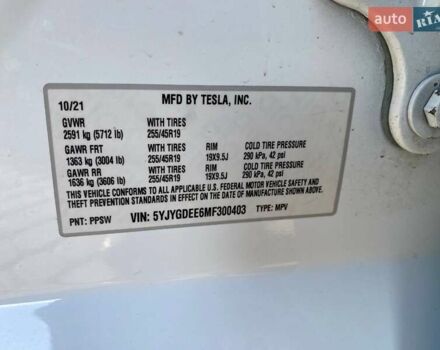 auto RIA
MFD BY TESLA, INC.
10/21
GVWR WITH TIRES
2591 kg (5712 lb) 255/45R19
GAWR FRT WITH TIRES RIM COLD TIRE PRESSURE
1363 kg (3004 lb) 255/45R19 19X9.5J 290 kPa, 42 psi
GAWR RR WITH TIRES RIM COLD TIRE PRESSURE
1636 kg (3606 lb) 255/45R19 19X9.5J 290 kPa, 42 psi
THIS VEHICLE CONFORMS TO ALL APPLICABLE U.S. FEDERAL MOTOR VEHICLE SAFETY AND
THEFT PREVENTION STANDARDS IN EFFECT ON THE DATE OF MANUFACTURE SHOWN ABOVE.
PNT: PPSW VIN: 5YJYGDEE6MF300403 TYPE: MPV